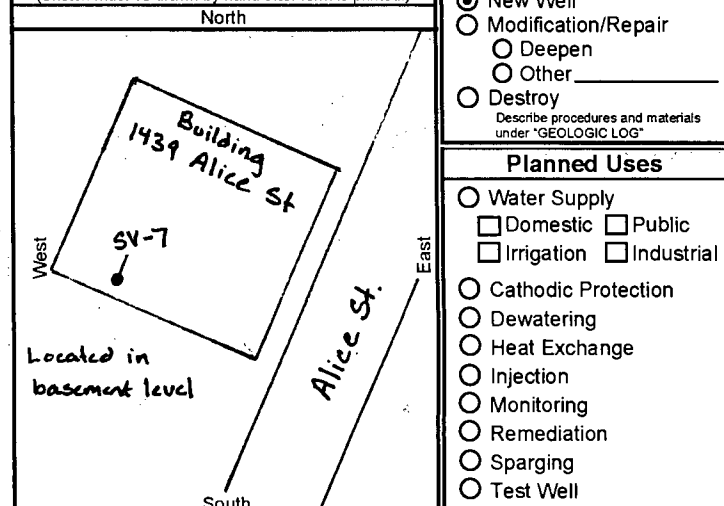 North
Building
1439 Alice St
SV-7
West
East
Alice St.
Located in
basement level
South
New Well
Modification/Repair
Deepen
Other
Destroy
Describe procedures and materials
under "GEOLOGIC LOG"
Planned Uses
Water Supply
Domestic Public
Irrigation Industrial
Cathodic Protection
Dewatering
Heat Exchange
Injection
Monitoring
Remediation
Sparging
Test Well